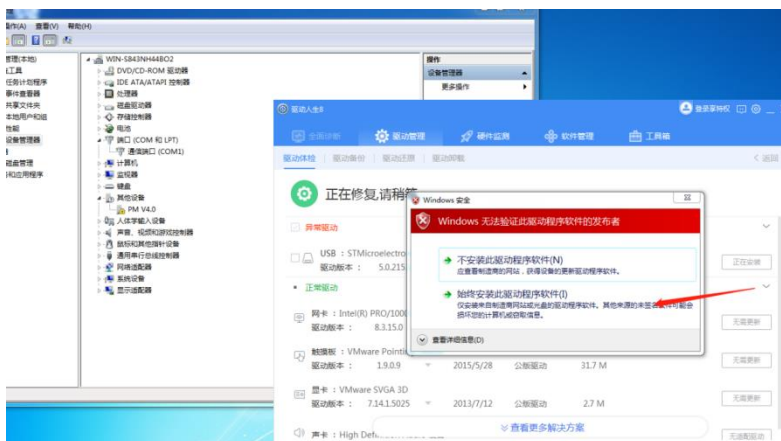 操作(A) 查看(V) 帮助(H)
管理(本地)
工具
任务计划程序
事件查看器
共享文件夹
本地用户和组
性能
设备管理器
磁盘管理
和应用程序
WIN-S843NH44BO2
DVD/CD-ROM 驱动器
IDE ATA/ATAPI 控制器
处理器
磁盘驱动器
存储控制器
电池
端口 (COM 和 LPT)
通信端口 (COM1)
计算机
监视器
键盘
其他设备
PM V4.0
人体学输入设备
声音、视频和游戏控制器
鼠标和其他指针设备
通用串行总线控制器
网络适配器
系统设备
显示适配器
操作
设备管理器
更多操作
驱动人生8
登录享特权
全面诊断 驱动管理 硬件监测 软件管理 工具箱
驱动体检 驱动备份 驱动还原 驱动卸载 < 返回
正在修复,请稍等
异常驱动
USB ：STMicroelectro
驱动版本： 5.0.215.
正在安装
正常驱动
网卡 ：Intel(R) PRO/1000
驱动版本： 8.3.15.0
无需更新
触摸板 ：VMware Pointi
驱动版本： 1.9.0.9 2015/5/28 公版驱动 31.7 M
无需更新
显卡 ：VMware SVGA 3D
驱动版本： 7.14.1.5025 2013/7/12 公版驱动 2.7 M
无需更新
声卡 ：High Def
查看更多解决方案
无适配驱动
Windows 安全
Windows 无法验证此驱动程序软件的发布者
不安装此驱动程序软件(N)
应查看制造商的网站，获得设备的更新驱动程序软件。
始终安装此驱动程序软件(I)
仅安装来自制造商网站或光盘的驱动程序软件。其他来源的未签名软件可能会
损坏您的计算机或窃取信息。
查看详细信息(D)